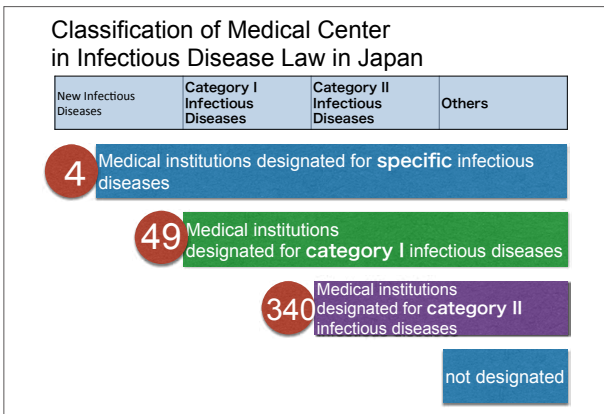 Classification of Medical Center
in Infectious Disease Law in Japan
New Infectious
Diseases
Category I
Infectious
Diseases
Category II
Infectious
Diseases
Others
4
Medical institutions designated for specific infectious
diseases
49
Medical institutions
designated for category I infectious diseases
340
Medical institutions
designated for category II
infectious diseases
not designated